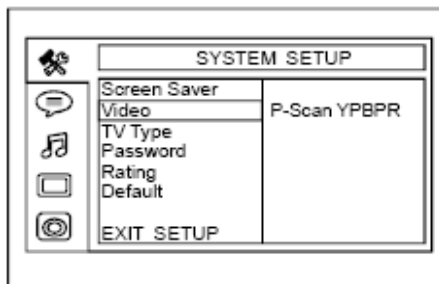 SYSTEM SETUP
Screen Saver
Video
P-Scan YPBPR
TV Type
Password
Rating
Default
EXIT SETUP